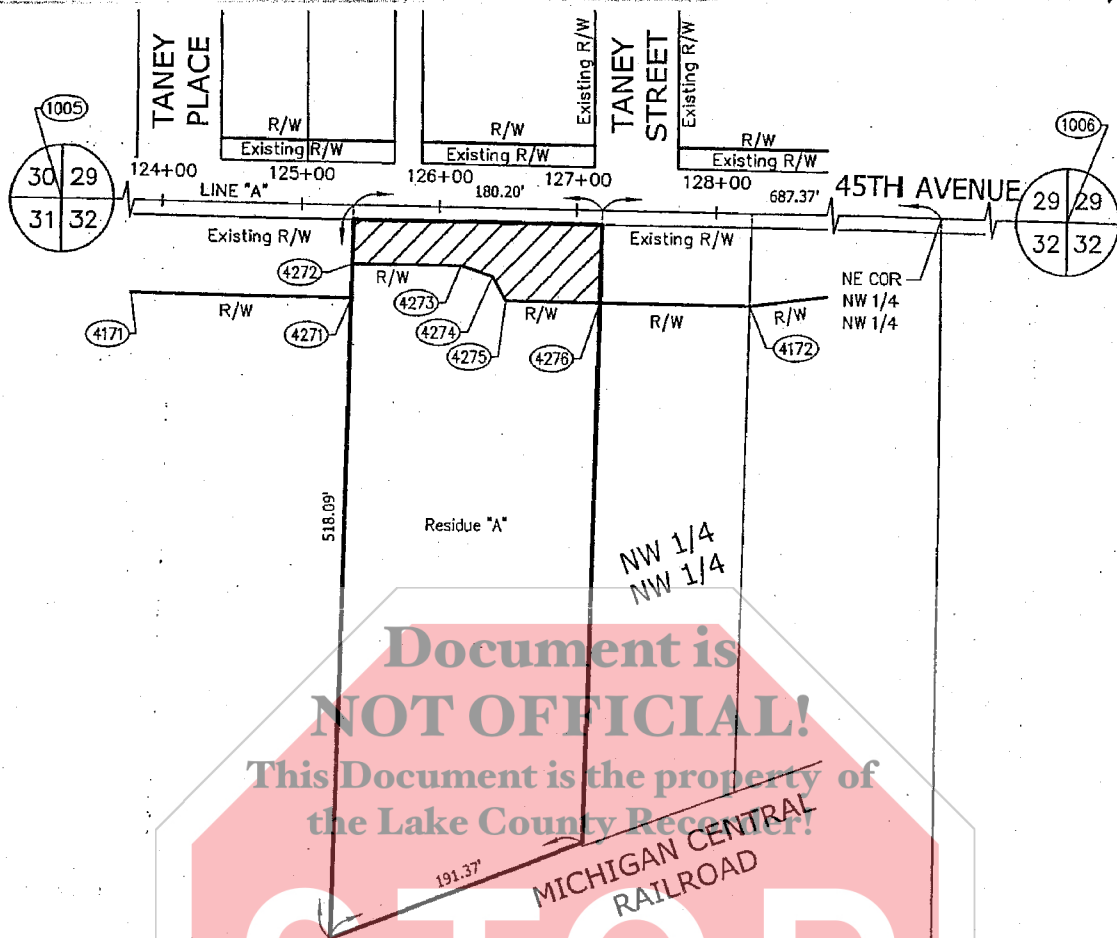 TANEY
PLACE
Existing R/W
TANEY
STREET
Existing R/W
1005
R/W
Existing R/W
R/W
Existing R/W
R/W
Existing R/W
1006
30 29
31 32
124+00
125+00
126+00
127+00
128+00
LINE "A"
180.20'
687.37'
45TH AVENUE
29 29
32 32
Existing R/W
Existing R/W
4272
R/W
4273
4274
4275
R/W
4276
R/W
R/W
4172
NE COR
NW 1/4
NW 1/4
4171
R/W
4271
518.09'
Residue "A"
NW 1/4
NW 1/4
Document is
NOT OFFICIAL!
This Document is the property of
the Lake County Recorder!
191.37'
MICHIGAN CENTRAL
RAILROAD
STOP